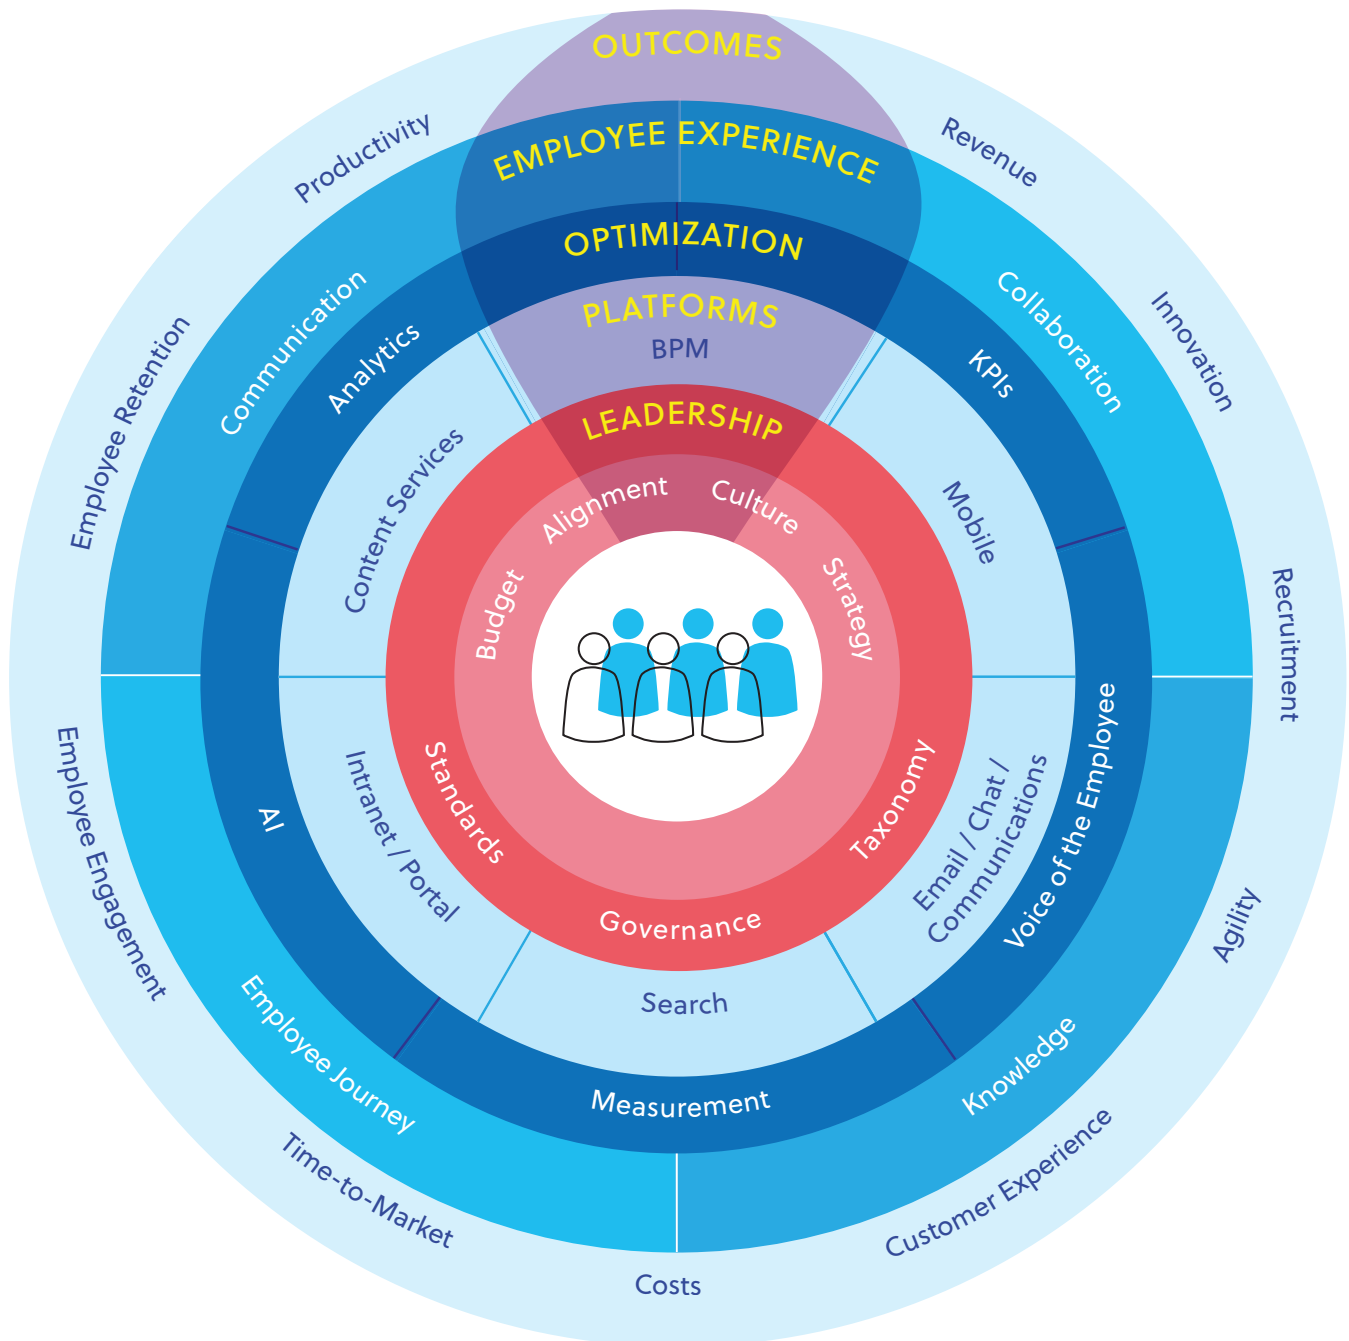 OUTCOMES
Productivity
Revenue
Innovation
Recruitment
Agility
Customer Experience
Costs
Time-to-Market
Employee Engagement
Employee Retention
EMPLOYEE EXPERIENCE
Communication
Collaboration
Knowledge
Employee Journey
OPTIMIZATION
Analytics
KPIs
Voice of the Employee
Measurement
AI
PLATFORMS
BPM
Content Services
Mobile
Email / Chat /
Communications
Search
Intranet / Portal
LEADERSHIP
Taxonomy
Governance
Standards
Budget
Alignment
Culture
Strategy